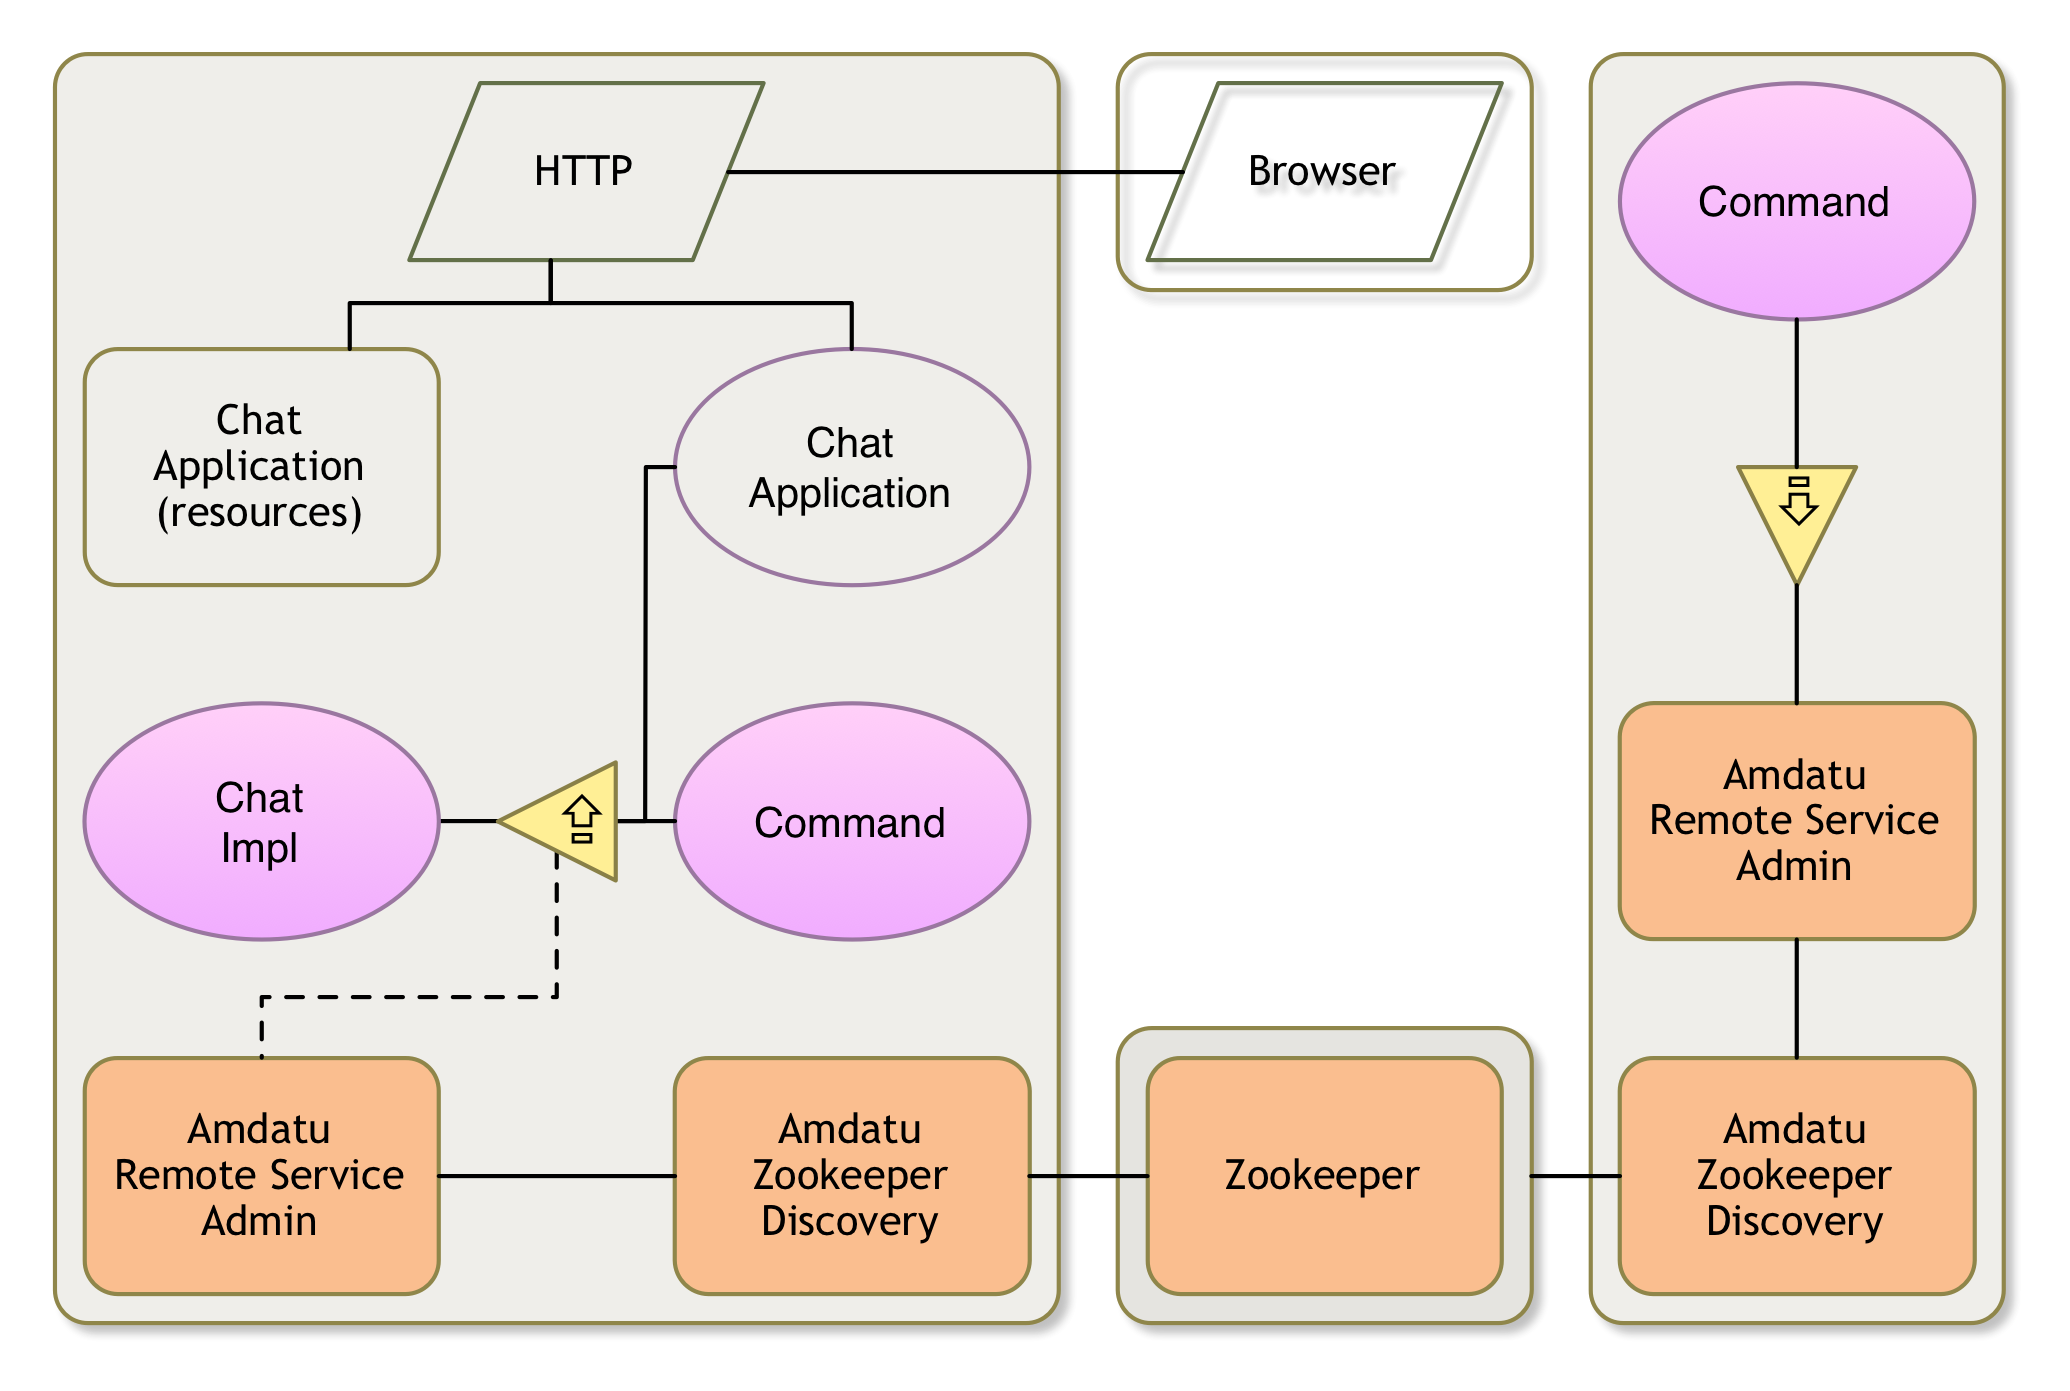 HTTP
Browser
Command
Chat
Application
(resources)
Chat
Application
Chat
Impl
Command
Amdatu
Remote Service
Admin
Amdatu
Remote Service
Admin
Amdatu
Zookeeper
Discovery
Zookeeper
Amdatu
Zookeeper
Discovery